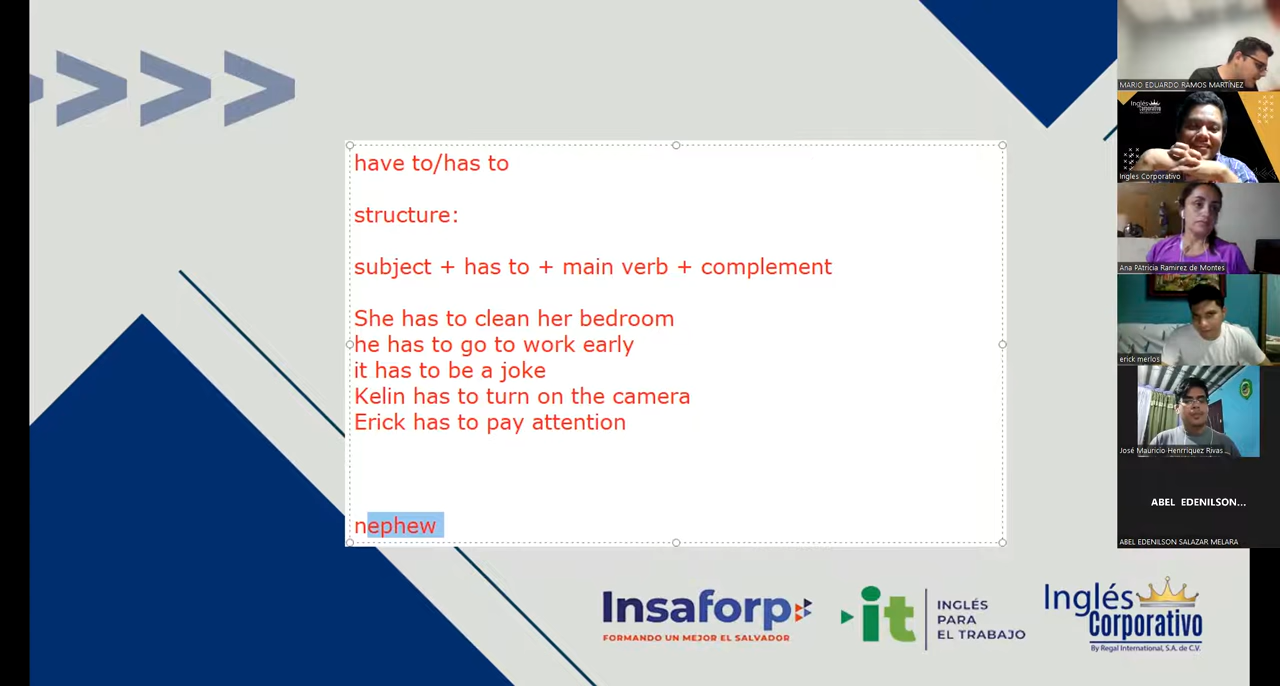 have to/has to
structure:
subject + has to + main verb + complement
She has to clean her bedroom
he has to go to work early
it has to be a joke
Kelin has to turn on the camera
Erick has to pay attention
nephew
Insaforp
FORMANDO UN MEJOR EL SALVADOR
it
INGLÉS
PARA
EL TRABAJO
Inglés
Corporativo
By Regal International, S.A. de C.V.
MARIO EDUARDO RAMOS MARTÍNEZ
Inglés
Corporativo
Ingles Corporativo
Ana PAtricia Ramirez de Montes
erick merlos
José Mauricio Henrriquez Rivas...
ABEL EDENILSON...
ABEL EDENILSON SALAZAR MELARA